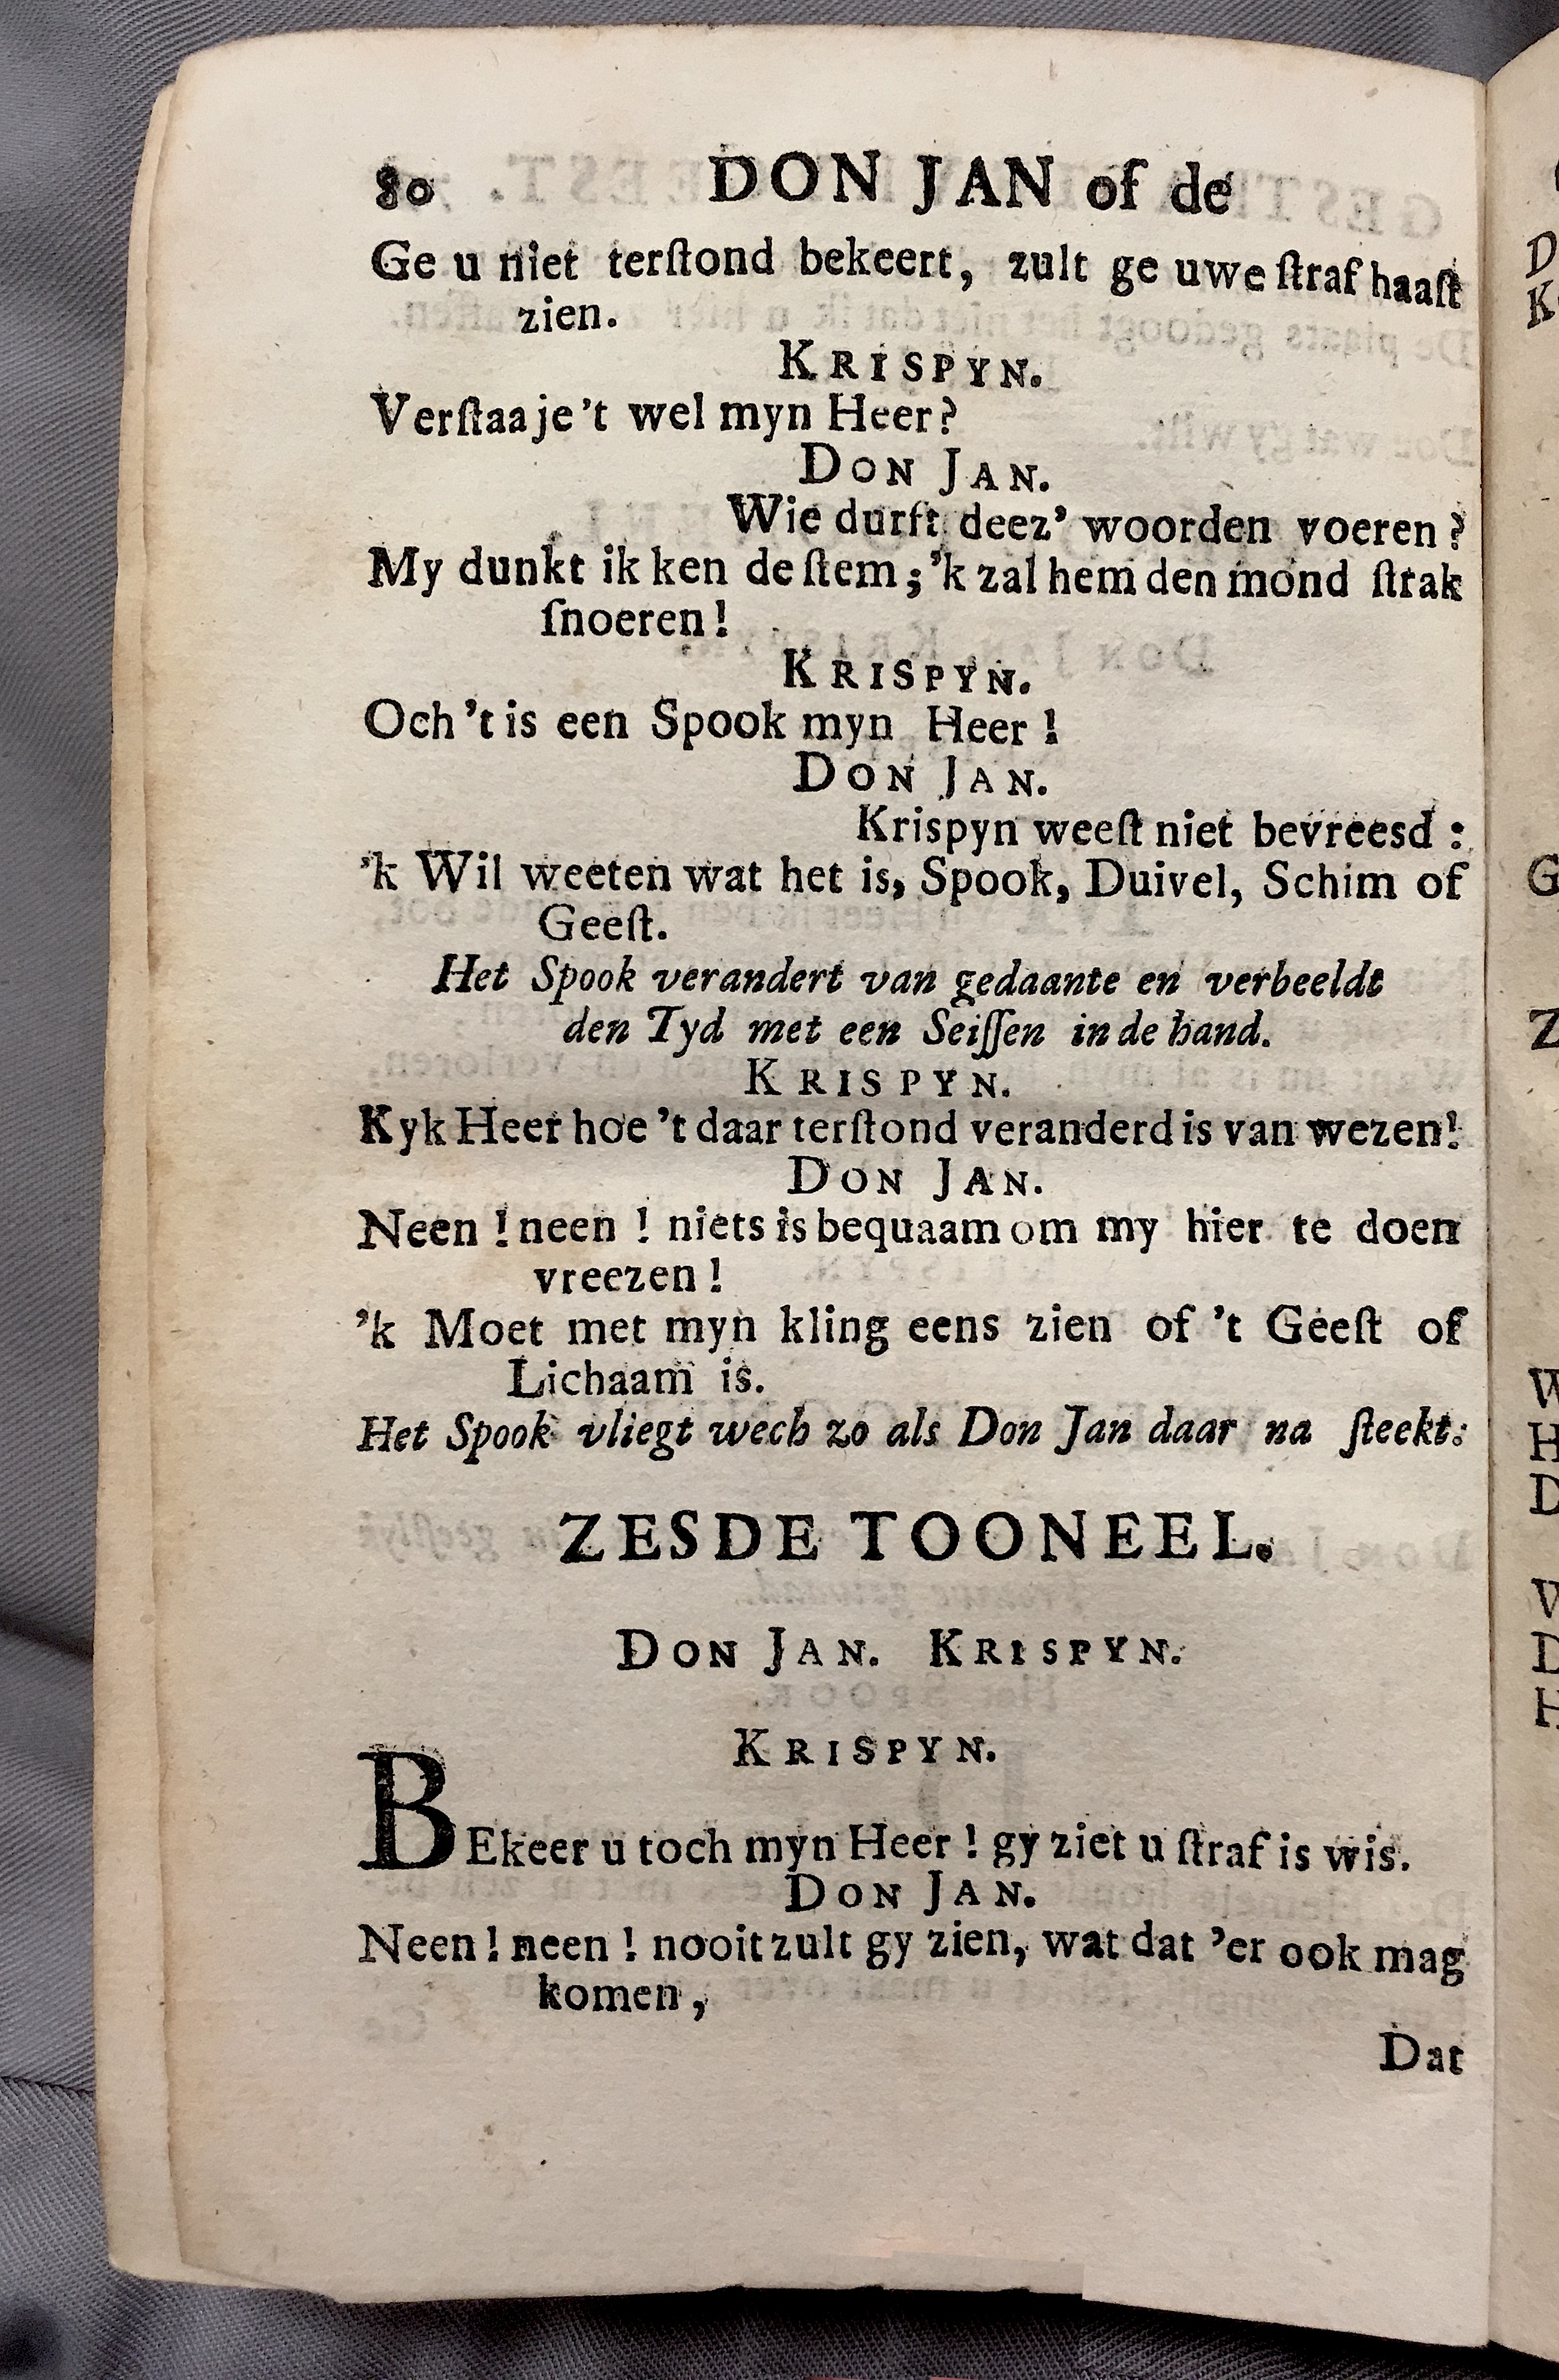 80 DON JAN of de
Ge u niet terſtond bekeert, zult ge uwe ſtraf haaſt
zien.
KRISPYN.
Verſtaaje't wel myn Heer?
DON JAN.
Wie durft deez' woorden voeren?
My dunkt ik ken de ſtem; 'k zal hem den mond ſtrak
ſnoeren!
KRISPYN.
Och 't is een Spook myn Heer!
DON JAN.
Krispyn weeſt niet bevreesd:
'k Wil weeten wat het is, Spook, Duivel, Schim of
Geeſt.
Het Spook verandert van gedaante en verbeeldt
den Tyd met een Seiſſen in de hand.
KRISPYN.
Kyk Heer hoe 't daar terſtond veranderd is van wezen!
DON JAN.
Neen! neen! niets is bequaam om my hier te doen
vreezen!
'k Moet met myn kling eens zien of 't Geeſt of
Lichaam is.
Het Spook vliegt wech zo als Don Jan daar na ſteekt:
ZESDE TOONEEL.
DON JAN. KRISPYN.
KRISPYN.
BEkeer u toch myn Heer! gy ziet u ſtraf is wis.
DON JAN.
Neen! neen! nooit zult gy zien, wat dat 'er ook mag
komen,
Dat